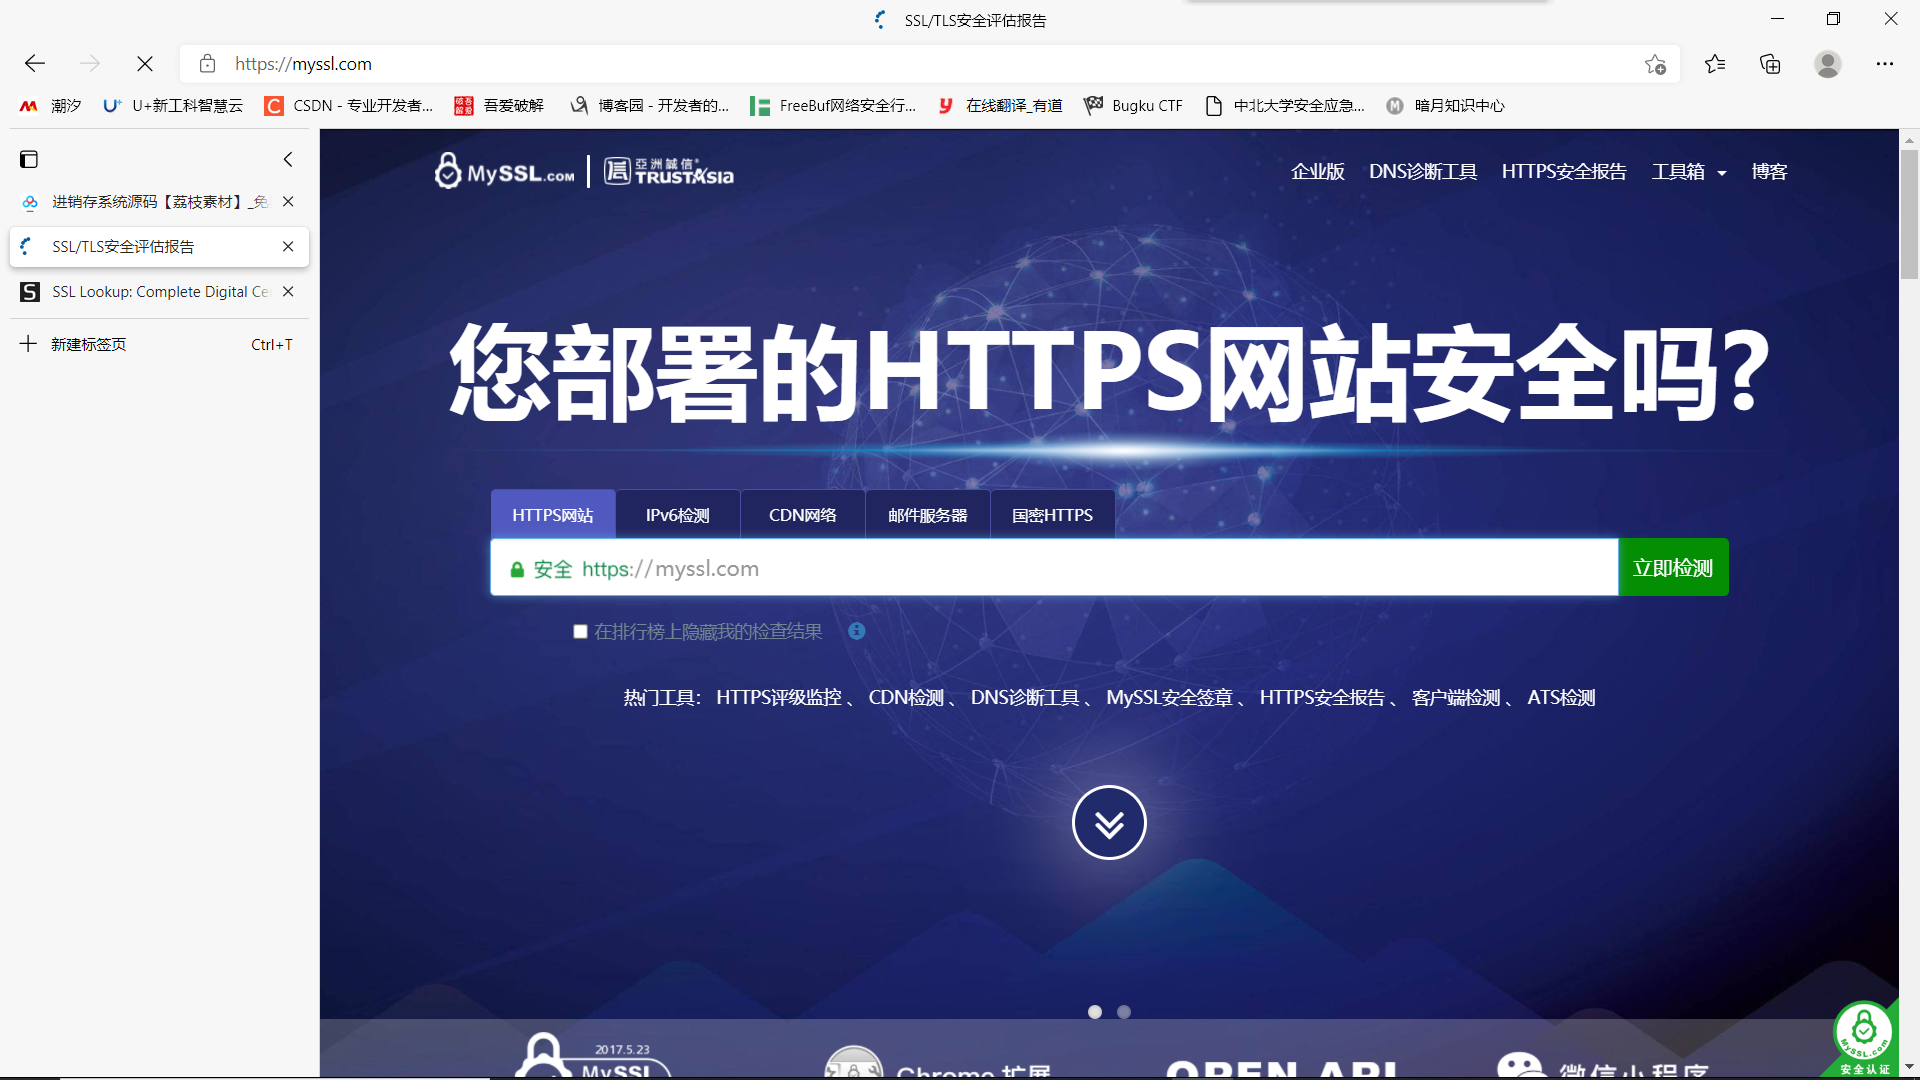 SSL/TLS安全评估报告
https://myssl.com
潮汐 U+新工科智慧云 CSDN - 专业开发者... 吾爱破解 博客园 - 开发者的... FreeBuf网络安全行... 在线翻译_有道 Bugku CTF 中北大学安全应急... 暗月知识中心
进销存系统源码【荔枝素材】_免
SSL/TLS安全评估报告
SSL Lookup: Complete Digital Ce
新建标签页 Ctrl+T
MySSL.com 亞洲誠信 TRUSTAsia
企业版 DNS诊断工具 HTTPS安全报告 工具箱 博客
您部署的HTTPS网站安全吗?
HTTPS网站 IPv6检测 CDN网络 邮件服务器 国密HTTPS
安全 https://myssl.com 立即检测
在排行榜上隐藏我的检查结果
热门工具： HTTPS评级监控 、 CDN检测 、 DNS诊断工具 、 MySSL安全签章 、 HTTPS安全报告 、 客户端检测 、 ATS检测
2017.5.23
MySSL
Chrome 扩展
OPEN API
微信小程序
MySSL.com
安全认证